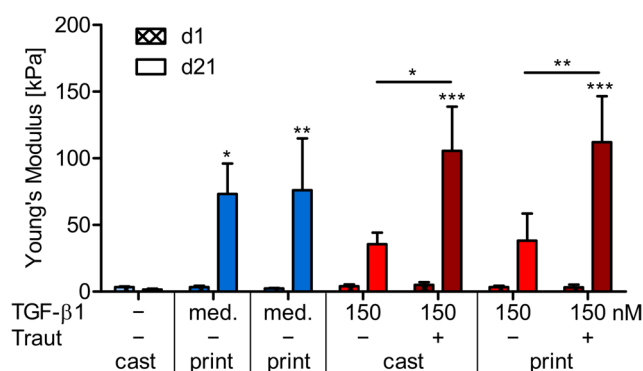 200
150
100
50
0
Young's Modulus [kPa]
d1
d21
*
**
*
***
**
***
TGF-β1 – med. med. 150 150 150 150 nM
Traut – – – – + – +
cast print print cast print